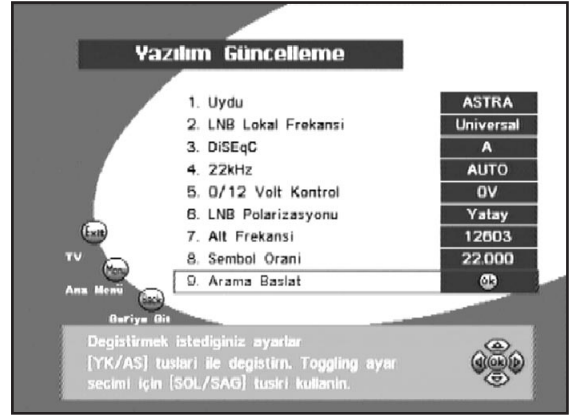 Yazılım Güncelleme
1. Uydu ASTRA
2. LNB Lokal Frekansi Universal
3. DiSEqC A
4. 22kHz AUTO
5. 0/12 Volt Kontrol 0V
6. LNB Polarizasyonu Yatay
7. Alt Frekansi 12603
8. Sembol Orani 22.000
9. Arama Baslat Ok
Exit
TV
Menu
Ana Menü
Back
Geriye Git
Degistirmek istediginiz ayarlar
[YK/AS] tuslari ile degistirn. Toggling ayar
secimi için [SOL/SAG] tuslri kullanin.
Ok